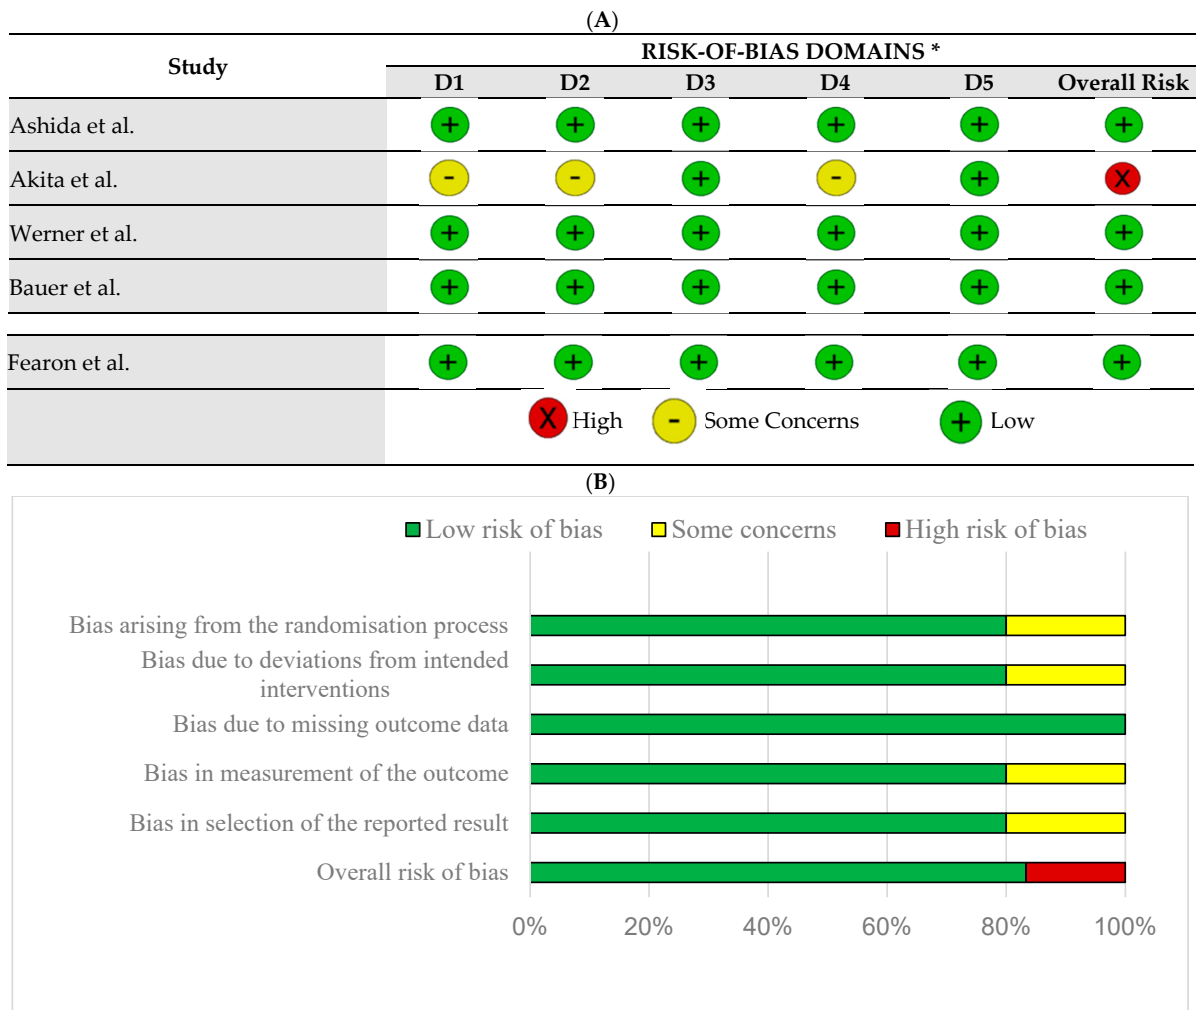 (A)
Study RISK-OF-BIAS DOMAINS *
D1 D2 D3 D4 D5 Overall Risk
Ashida et al. + + + + + +
Akita et al. - - + - + X
Werner et al. + + + + + +
Bauer et al. + + + + + +
Fearon et al. + + + + + +
X High - Some Concerns + Low
(B)
Low risk of bias Some concerns High risk of bias
Bias arising from the randomisation process
Bias due to deviations from intended
interventions
Bias due to missing outcome data
Bias in measurement of the outcome
Bias in selection of the reported result
Overall risk of bias
0% 20% 40% 60% 80% 100%